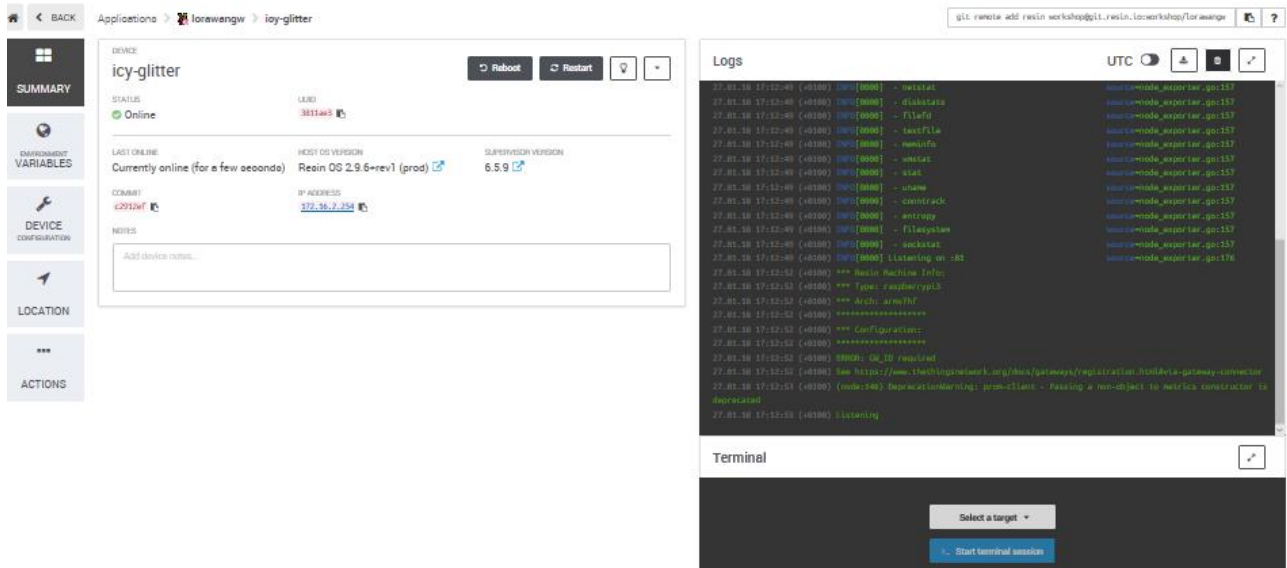 BACK
Applications > lorawangw > icy-glitter
git remote add resin workshop@git.resin.io:workshop/lorawangw
?
SUMMARY
ENVIRONMENT
VARIABLES
DEVICE
CONFIGURATION
LOCATION
ACTIONS
DEVICE
icy-glitter
Reboot
Restart
STATUS
Online
UUID
3811ae3
LAST ONLINE
Currently online (for a few seconds)
HOST OS VERSION
Resin OS 2.9.6+rev1 (prod)
SUPERVISOR VERSION
6.5.9
COMMIT
c2912ef
IP ADDRESS
172.16.2.254
NOTES
Add device notes...
Logs
UTC
27.01.18 17:12:49 (+0100) INFO[0000] - netstat source=node_exporter.go:157
27.01.18 17:12:49 (+0100) INFO[0000] - diskstats source=node_exporter.go:157
27.01.18 17:12:49 (+0100) INFO[0000] - filefd source=node_exporter.go:157
27.01.18 17:12:49 (+0100) INFO[0000] - textfile source=node_exporter.go:157
27.01.18 17:12:49 (+0100) INFO[0000] - meminfo source=node_exporter.go:157
27.01.18 17:12:49 (+0100) INFO[0000] - vmstat source=node_exporter.go:157
27.01.18 17:12:49 (+0100) INFO[0000] - stat source=node_exporter.go:157
27.01.18 17:12:49 (+0100) INFO[0000] - uname source=node_exporter.go:157
27.01.18 17:12:49 (+0100) INFO[0000] - conntrack source=node_exporter.go:157
27.01.18 17:12:49 (+0100) INFO[0000] - entropy source=node_exporter.go:157
27.01.18 17:12:49 (+0100) INFO[0000] - filesystem source=node_exporter.go:157
27.01.18 17:12:49 (+0100) INFO[0000] - sockstat source=node_exporter.go:157
27.01.18 17:12:49 (+0100) INFO[0000] Listening on :81 source=node_exporter.go:176
27.01.18 17:12:52 (+0100) *** Resin Machine Info:
27.01.18 17:12:52 (+0100) *** Type: raspberrypi3
27.01.18 17:12:52 (+0100) *** Arch: armv7hf
27.01.18 17:12:52 (+0100) ********************
27.01.18 17:12:52 (+0100) *** Configuration:
27.01.18 17:12:52 (+0100) ********************
27.01.18 17:12:52 (+0100) ERROR: GW_ID required
27.01.18 17:12:52 (+0100) See https://www.thethingsnetwork.org/docs/gateways/registration.html#via-gateway-connector
27.01.18 17:12:53 (+0100) (node:140) DeprecationWarning: prom-client - Passing a non-object to metrics constructor is
deprecated
27.01.18 17:12:53 (+0100) Listening
Terminal
Select a target
>_ Start terminal session